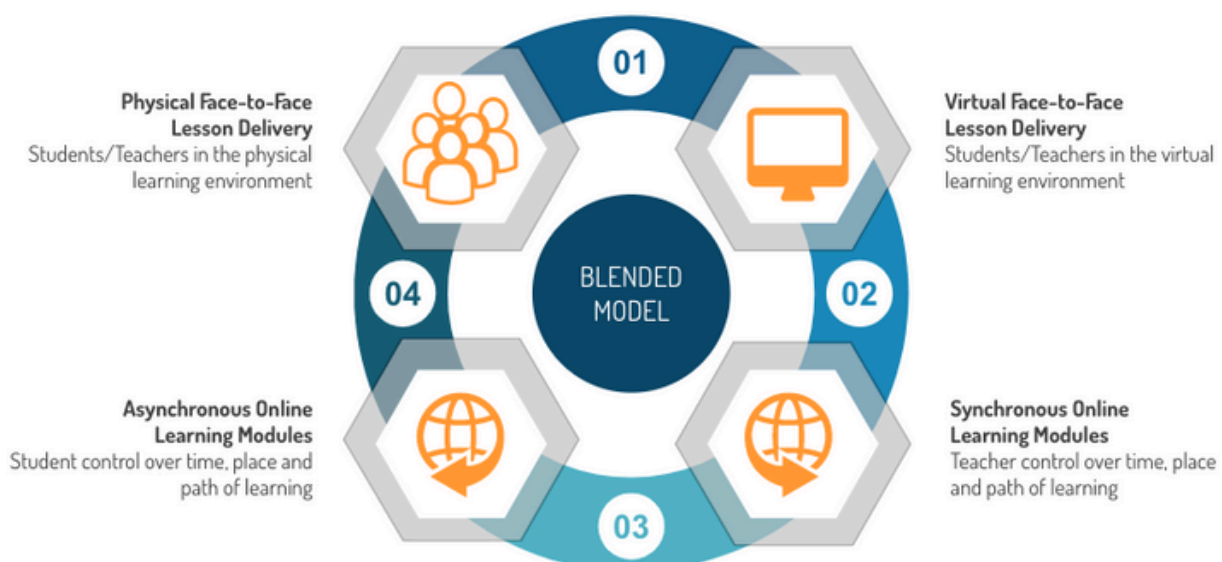 01
Physical Face-to-Face
Lesson Delivery
Students/Teachers in the physical
learning environment
Virtual Face-to-Face
Lesson Delivery
Students/Teachers in the virtual
learning environment
BLENDED
MODEL
04
02
Asynchronous Online
Learning Modules
Student control over time, place and
path of learning
Synchronous Online
Learning Modules
Teacher control over time, place
and path of learning
03